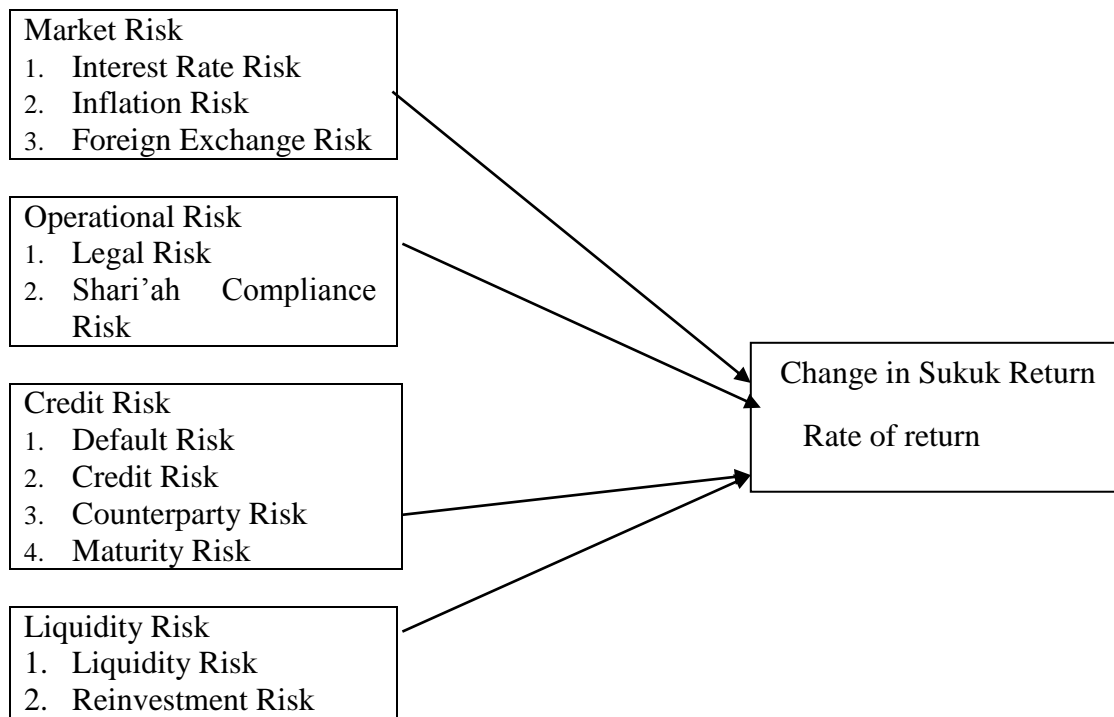 Market Risk
1. Interest Rate Risk
2. Inflation Risk
3. Foreign Exchange Risk
Operational Risk
1. Legal Risk
2. Shari’ah Compliance
Risk
Credit Risk
1. Default Risk
2. Credit Risk
3. Counterparty Risk
4. Maturity Risk
Liquidity Risk
1. Liquidity Risk
2. Reinvestment Risk
Change in Sukuk Return
Rate of return